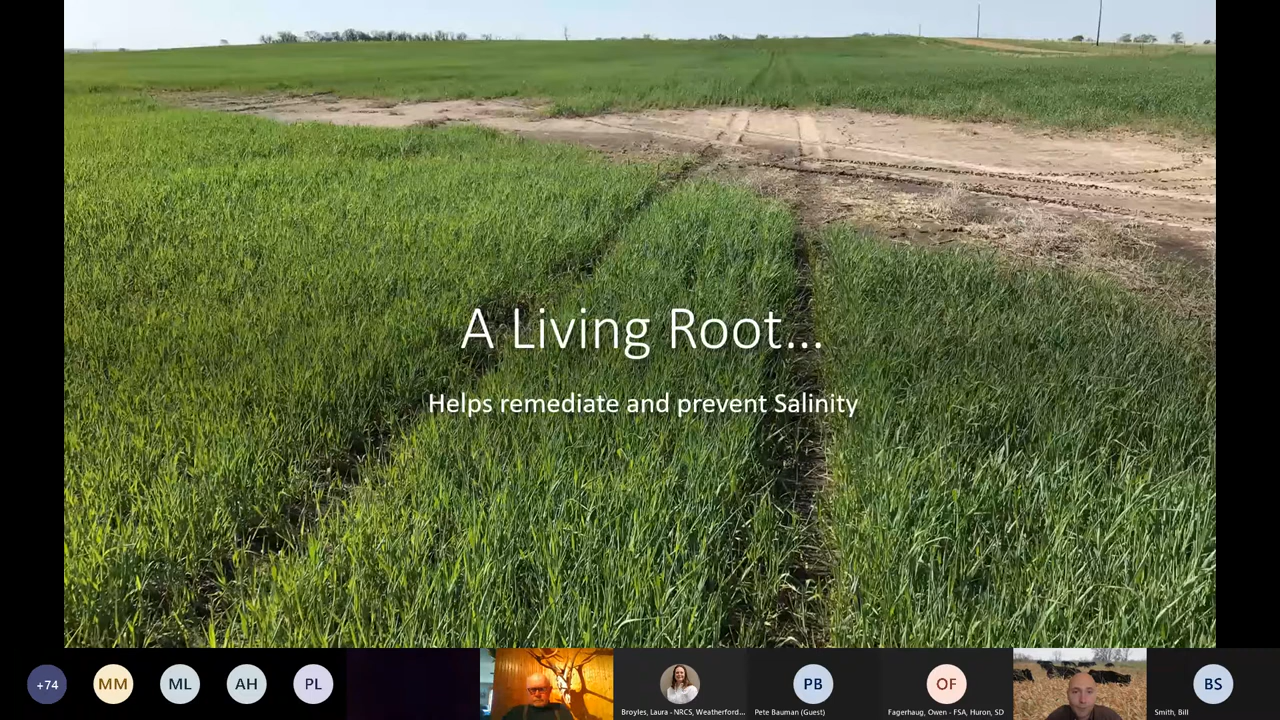 A Living Root...
Helps remediate and prevent Salinity
+74
MM
ML
AH
PL
Broyles, Laura - NRCS, Weatherford...
PB
Pete Bauman (Guest)
OF
Fagerhaug, Owen - FSA, Huron, SD
BS
Smith, Bill